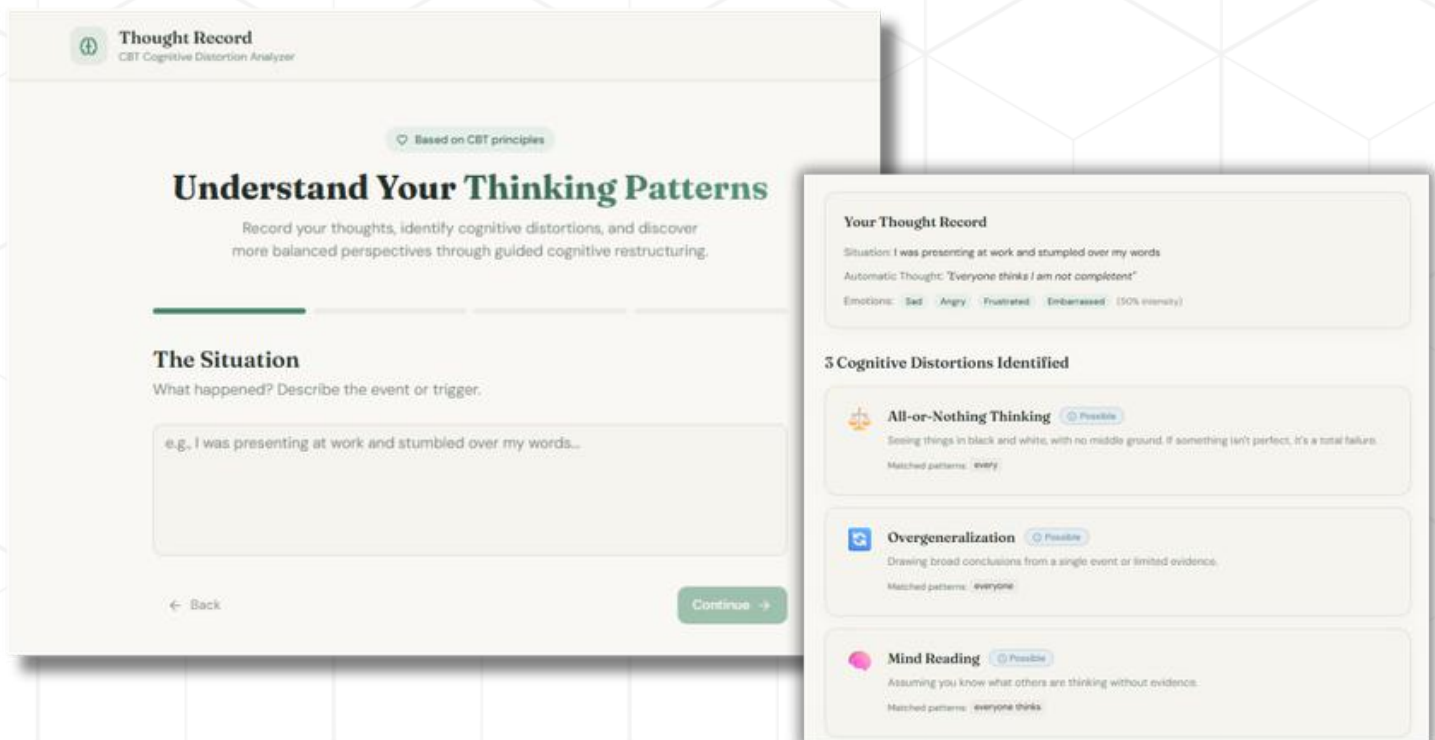 Thought Record
CBT Cognitive Distortion Analyzer
Based on CBT principles
Understand Your Thinking Patterns
Record your thoughts, identify cognitive distortions, and discover
more balanced perspectives through guided cognitive restructuring.
The Situation
What happened? Describe the event or trigger.
e.g., I was presenting at work and stumbled over my words...
← Back
Continue →
Your Thought Record
Situation: I was presenting at work and stumpled over my words
Automatic Thought: "Everyone thinks I am not completent"
Emotions: Sad Angry Frustrated Embarrassed (50% intensity)
3 Cognitive Distortions Identified
All-or-Nothing Thinking Possible
Seeing things in black and white, with no middle ground. If something isn't perfect, it's a total failure.
Matched patterns: every
Overgeneralization Possible
Drawing broad conclusions from a single event or limited evidence.
Matched patterns: everyone
Mind Reading Possible
Assuming you know what others are thinking without evidence.
Matched patterns: everyone thinks